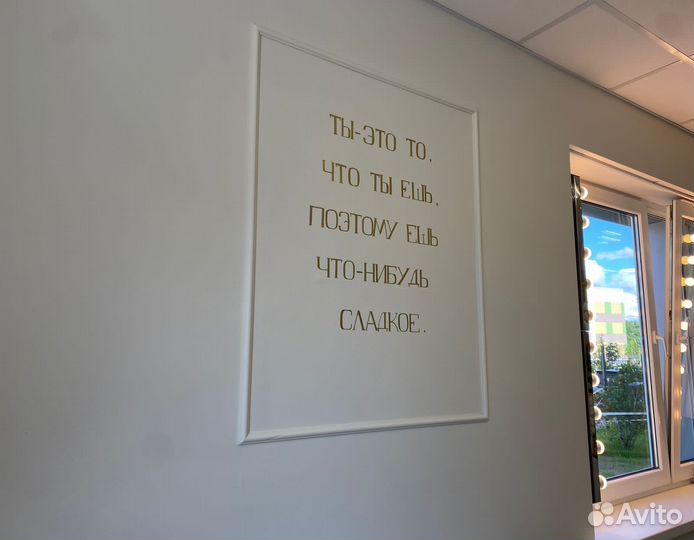 ТЫ-ЭТО ТО,
ЧТО ТЫ ЕШЬ,
ПОЭТОМУ ЕШЬ
ЧТО-НИБУДЬ
СЛАДКОЕ.
Avito